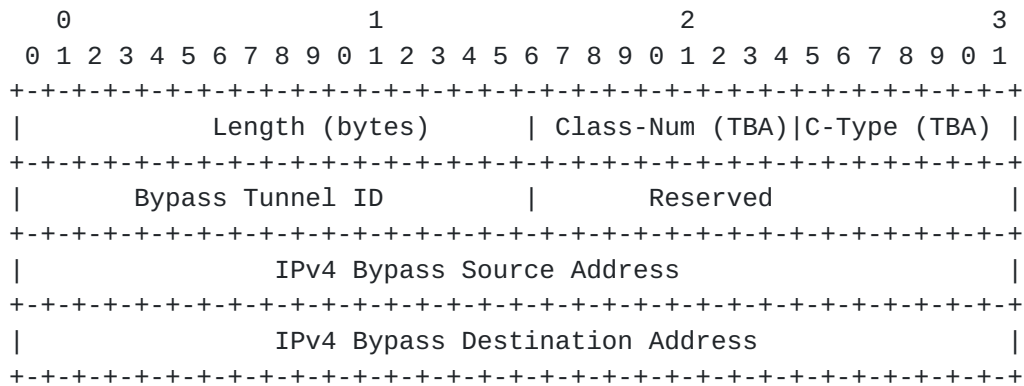 0 1 2 3
0 1 2 3 4 5 6 7 8 9 0 1 2 3 4 5 6 7 8 9 0 1 2 3 4 5 6 7 8 9 0 1
+-+-+-+-+-+-+-+-+-+-+-+-+-+-+-+-+-+-+-+-+-+-+-+-+-+-+-+-+-+-+-+-+
| Length (bytes) | Class-Num (TBA)|C-Type (TBA) |
+-+-+-+-+-+-+-+-+-+-+-+-+-+-+-+-+-+-+-+-+-+-+-+-+-+-+-+-+-+-+-+-+
| Bypass Tunnel ID | Reserved |
+-+-+-+-+-+-+-+-+-+-+-+-+-+-+-+-+-+-+-+-+-+-+-+-+-+-+-+-+-+-+-+-+
| IPv4 Bypass Source Address |
+-+-+-+-+-+-+-+-+-+-+-+-+-+-+-+-+-+-+-+-+-+-+-+-+-+-+-+-+-+-+-+-+
| IPv4 Bypass Destination Address |
+-+-+-+-+-+-+-+-+-+-+-+-+-+-+-+-+-+-+-+-+-+-+-+-+-+-+-+-+-+-+-+-+